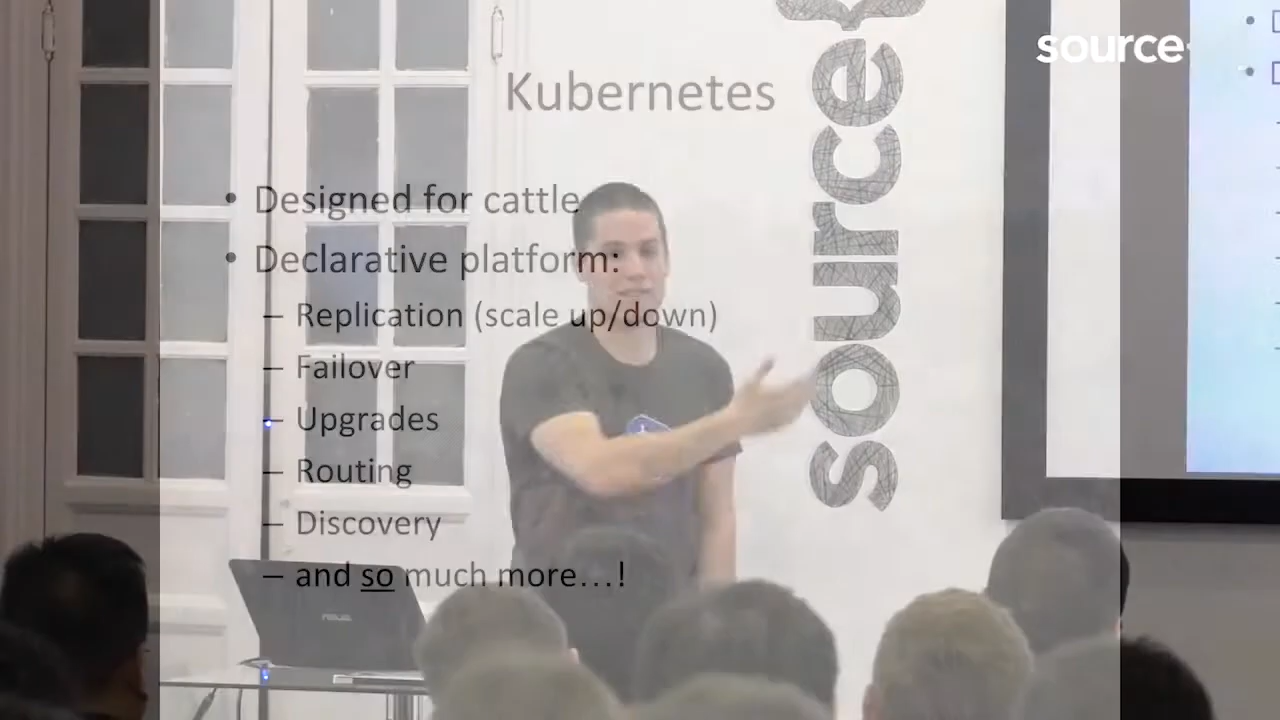 source
Kubernetes
source{
• Designed for cattle
• Declarative platform:
– Replication (scale up/down)
– Failover
– Upgrades
– Routing
– Discovery
– and so much more…!
ASUS